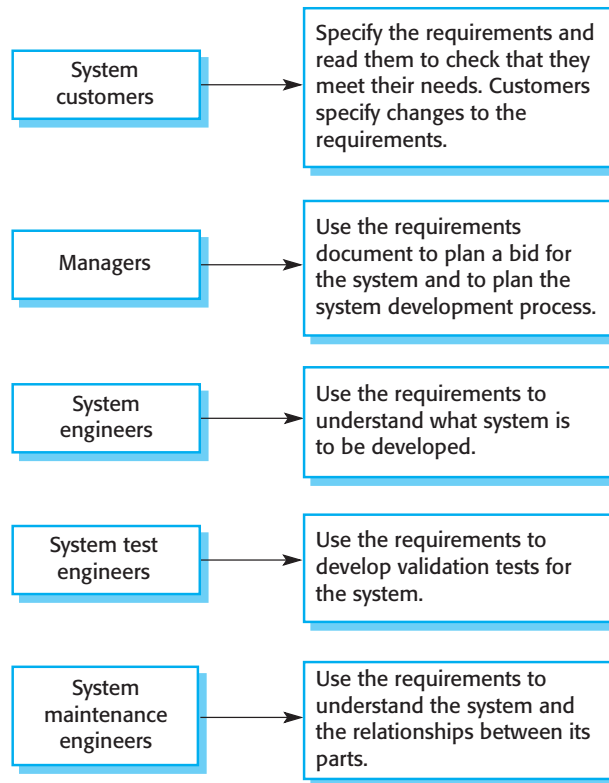 System
customers
Specify the requirements and
read them to check that they
meet their needs. Customers
specify changes to the
requirements.
Managers
Use the requirements
document to plan a bid for
the system and to plan the
system development process.
System
engineers
Use the requirements to
understand what system is
to be developed.
System test
engineers
Use the requirements to
develop validation tests for
the system.
System
maintenance
engineers
Use the requirements to
understand the system and
the relationships between its
parts.